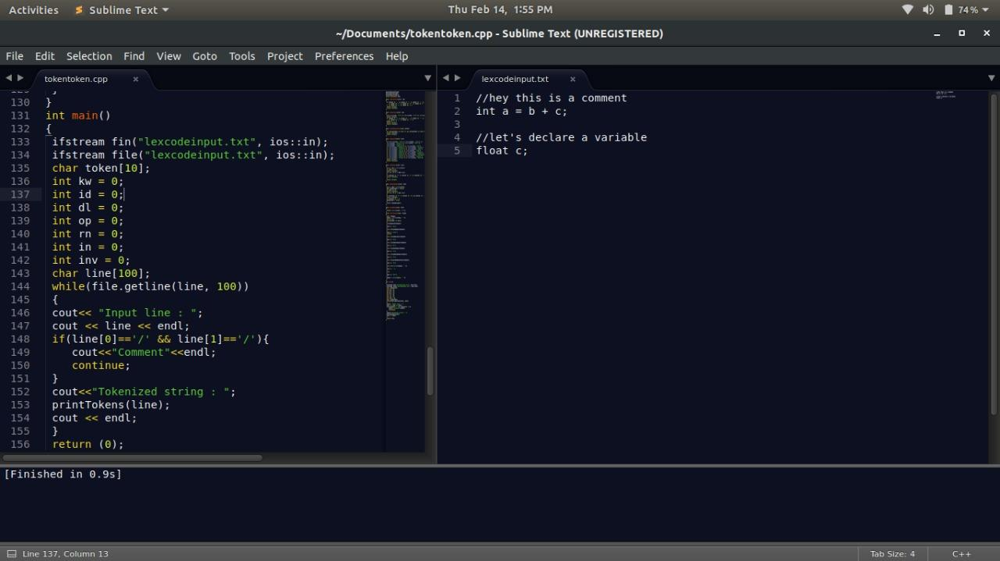 Activities Sublime Text Thu Feb 14, 1:55 PM 74%
~/Documents/tokentoken.cpp - Sublime Text (UNREGISTERED)
File Edit Selection Find View Goto Tools Project Preferences Help
tokentoken.cpp
130 }
131 int main()
132 {
133 ifstream fin("lexcodeinput.txt", ios::in);
134 ifstream file("lexcodeinput.txt", ios::in);
135 char token[10];
136 int kw = 0;
137 int id = 0;
138 int dl = 0;
139 int op = 0;
140 int rn = 0;
141 int in = 0;
142 int inv = 0;
143 char line[100];
144 while(file.getline(line, 100))
145 {
146 cout<< "Input line : ";
147 cout << line << endl;
148 if(line[0]=='/' && line[1]=='/'){
149 cout<<"Comment"<<endl;
150 continue;
151 }
152 cout<<"Tokenized string : ";
153 printTokens(line);
154 cout << endl;
155 }
156 return (0);
lexcodeinput.txt
1 //hey this is a comment
2 int a = b + c;
3
4 //let's declare a variable
5 float c;
[Finished in 0.9s]
Line 137, Column 13 Tab Size: 4 C++